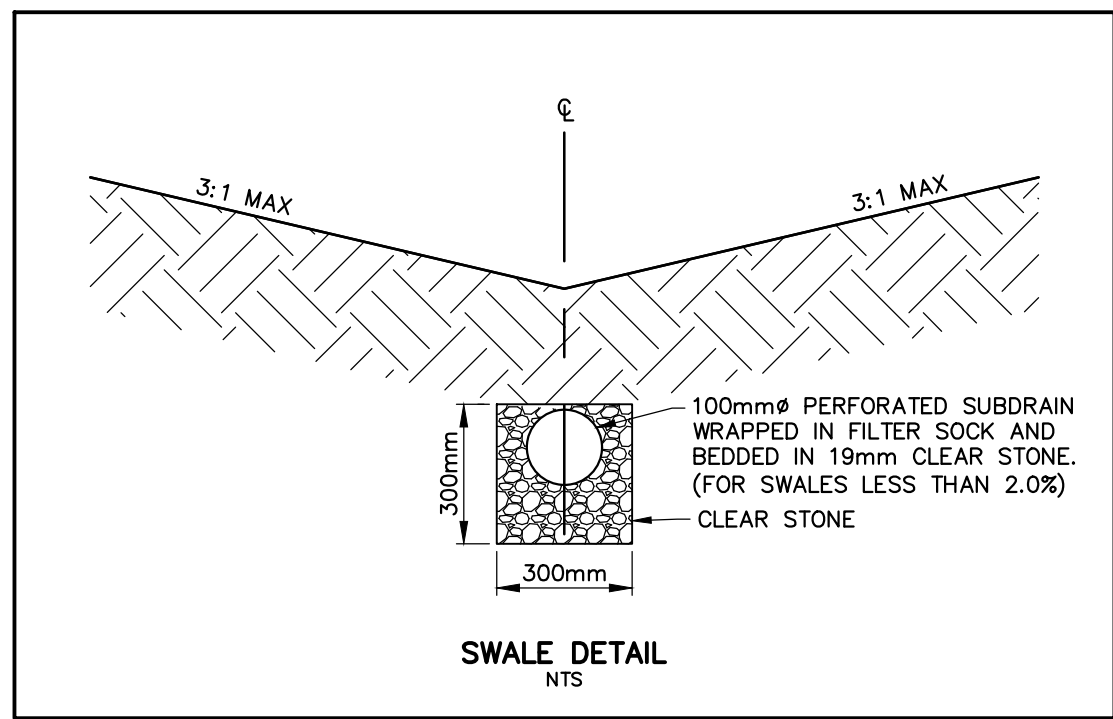 ℄
3:1 MAX
3:1 MAX
100mmø PERFORATED SUBDRAIN
WRAPPED IN FILTER SOCK AND
BEDDED IN 19mm CLEAR STONE.
(FOR SWALES LESS THAN 2.0%)
300mm
CLEAR STONE
300mm
SWALE DETAIL
NTS